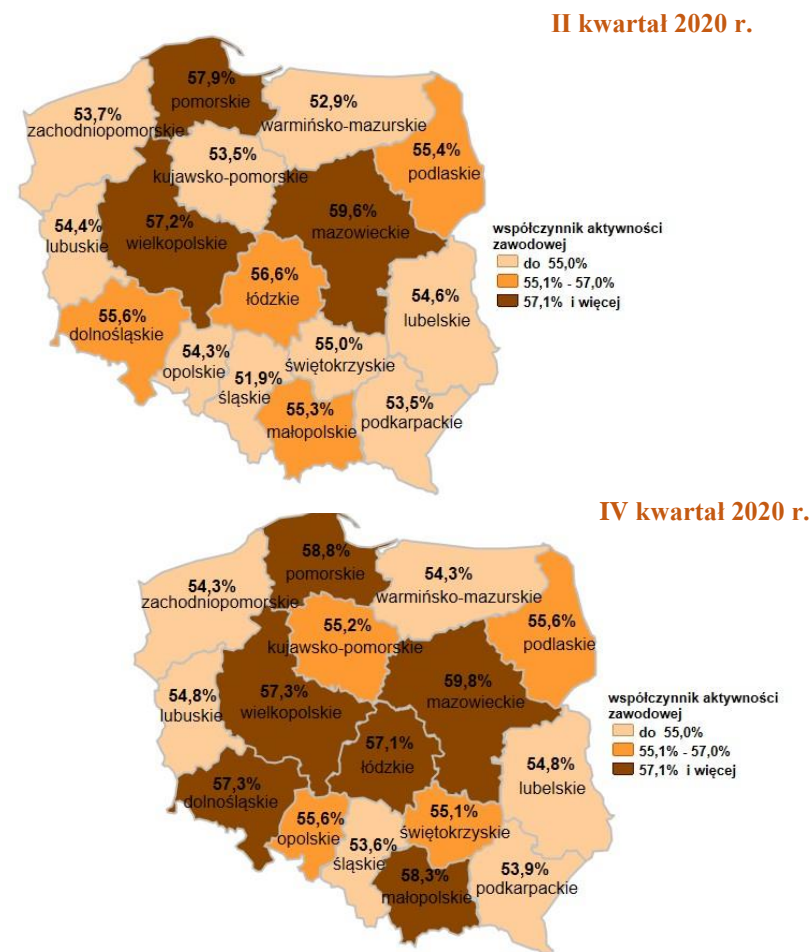 II kwartał 2020 r.
57,9%
pomorskie
53,7%
zachodniopomorskie
52,9%
warmińsko-mazurskie
53,5%
kujawsko-pomorskie
55,4%
podlaskie
59,6%
mazowieckie
57,2%
wielkopolskie
54,4%
lubuskie
współczynnik aktywności
zawodowej
do 55,0%
55,1% - 57,0%
57,1% i więcej
56,6%
łódzkie
54,6%
lubelskie
55,6%
dolnośląskie
54,3%
opolskie
51,9%
śląskie
55,0%
świętokrzyskie
55,3%
małopolskie
53,5%
podkarpackie
IV kwartał 2020 r.
58,8%
pomorskie
54,3%
zachodniopomorskie
54,3%
warmińsko-mazurskie
55,2%
kujawsko-pomorskie
55,6%
podlaskie
59,8%
mazowieckie
57,3%
wielkopolskie
54,8%
lubuskie
współczynnik aktywności
zawodowej
do 55,0%
55,1% - 57,0%
57,1% i więcej
57,1%
łódzkie
54,8%
lubelskie
57,3%
dolnośląskie
55,6%
opolskie
53,6%
śląskie
55,1%
świętokrzyskie
58,3%
małopolskie
53,9%
podkarpackie